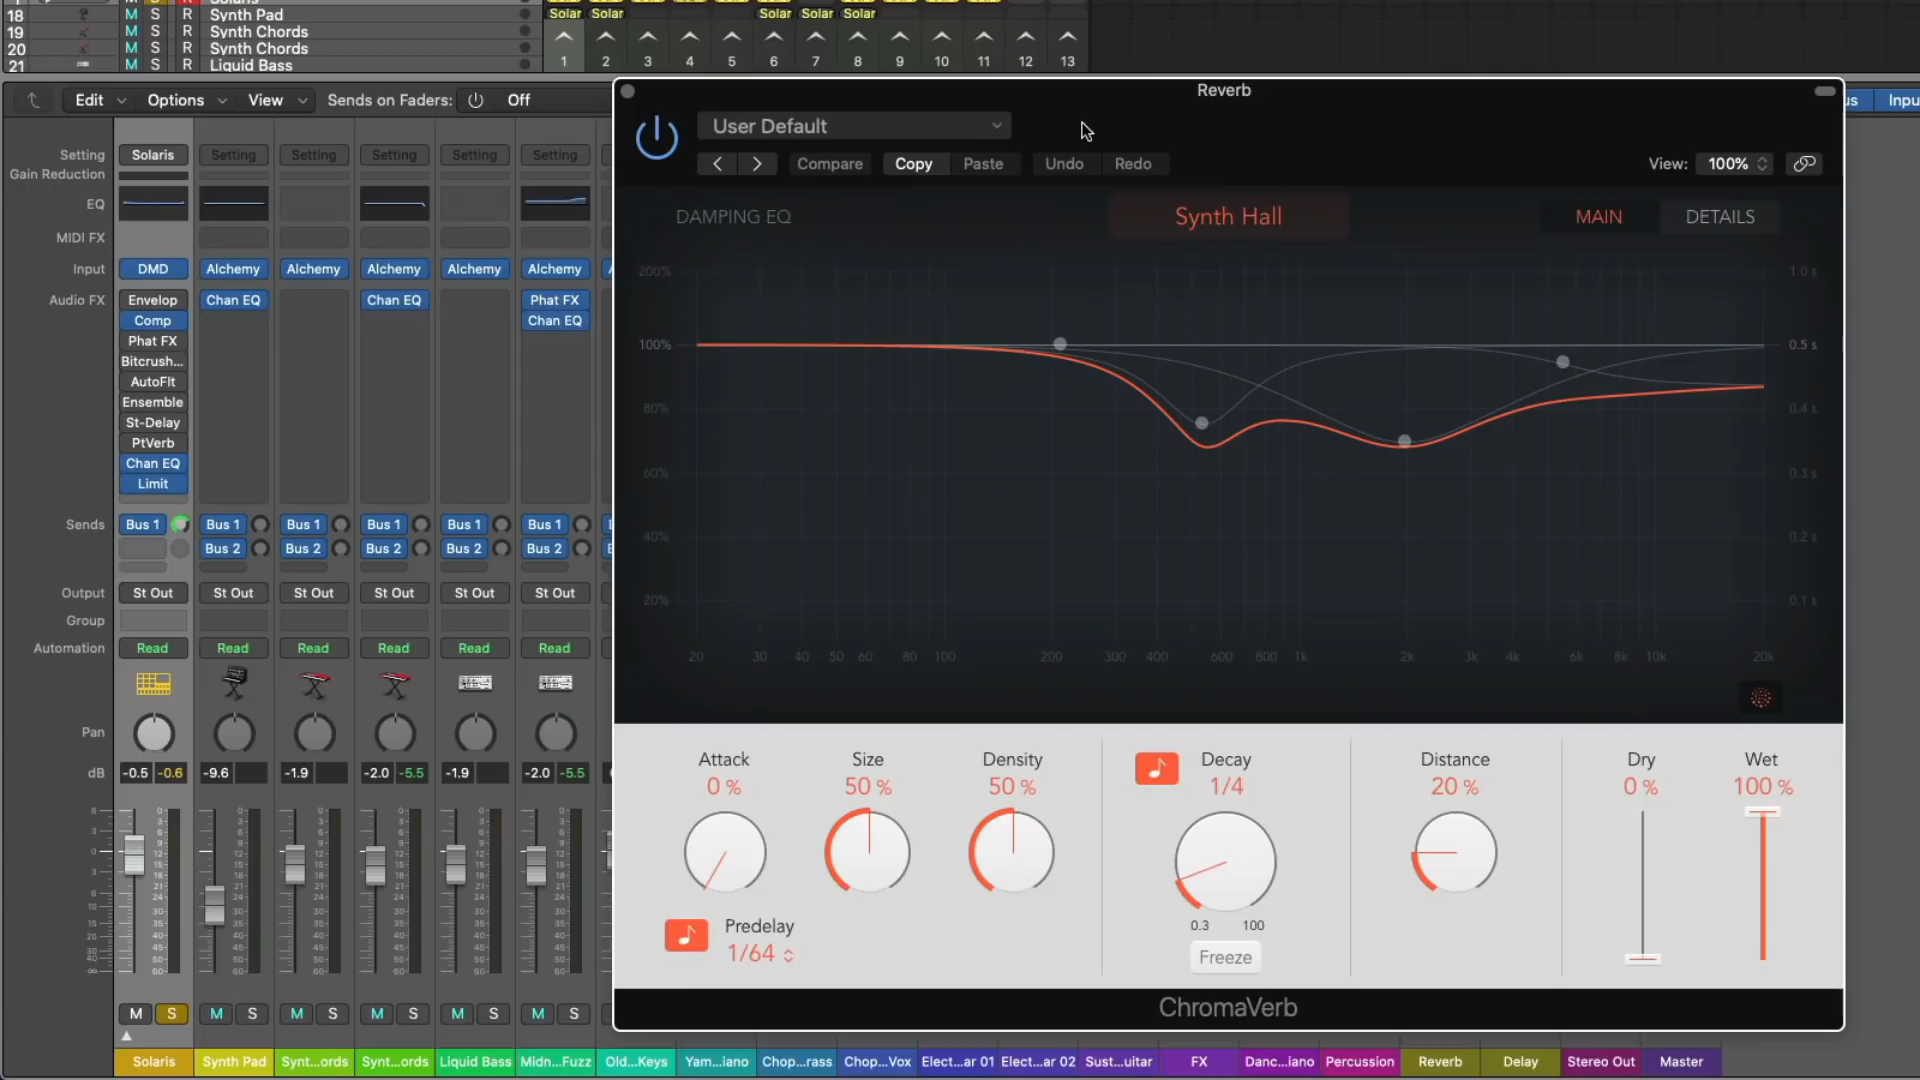 Solaris
18 M S R Synth Pad
19 M S R Synth Chords
20 M S R Synth Chords
21 M S R Liquid Bass
Solar Solar Solar Solar Solar
1 2 3 4 5 6 7 8 9 10 11 12 13
Edit Options View Sends on Faders: Off
us Inpu
Reverb
User Default
Compare Copy Paste Undo Redo
View: 100%
DAMPING EQ
Synth Hall
MAIN DETAILS
Setting Solaris Setting Setting Setting Setting Setting
Gain Reduction
EQ
MIDI FX
Input DMD Alchemy Alchemy Alchemy Alchemy Alchemy
Audio FX Envelop Chan EQ Chan EQ Phat FX
Comp Chan EQ
Phat FX
Bitcrush...
AutoFlt
Ensemble
St-Delay
PtVerb
Chan EQ
Limit
Sends Bus 1 Bus 1 Bus 1 Bus 1 Bus 1 Bus 1
Bus 2 Bus 2 Bus 2 Bus 2 Bus 2
Output St Out St Out St Out St Out St Out St Out
Group
Automation Read Read Read Read Read Read
Pan
dB -0.5 -0.6 -9.6 -1.9 -2.0 -5.5 -1.9 -2.0 -5.5
200% 1.0 s
100% 0.5 s
80% 0.4 s
60% 0.3 s
40% 0.2 s
20% 0.1 s
20 30 40 50 60 80 100 200 300 400 600 800 1k 2k 3k 4k 6k 8k 10k 20k
Attack Size Density Decay Distance Dry Wet
0 % 50 % 50 % 1/4 20 % 0 % 100 %
0.3 100
Predelay
1/64
Freeze
ChromaVerb
M S M S M S M S M S M S
Solaris Synth Pad Synt...ords Synt...ords Liquid Bass Midn...Fuzz Old...Keys Yam...iano Chop...rass Chop...Vox Elect...ar 01 Elect...ar 02 Sust...uitar FX Danc...iano Percussion Reverb Delay Stereo Out Master